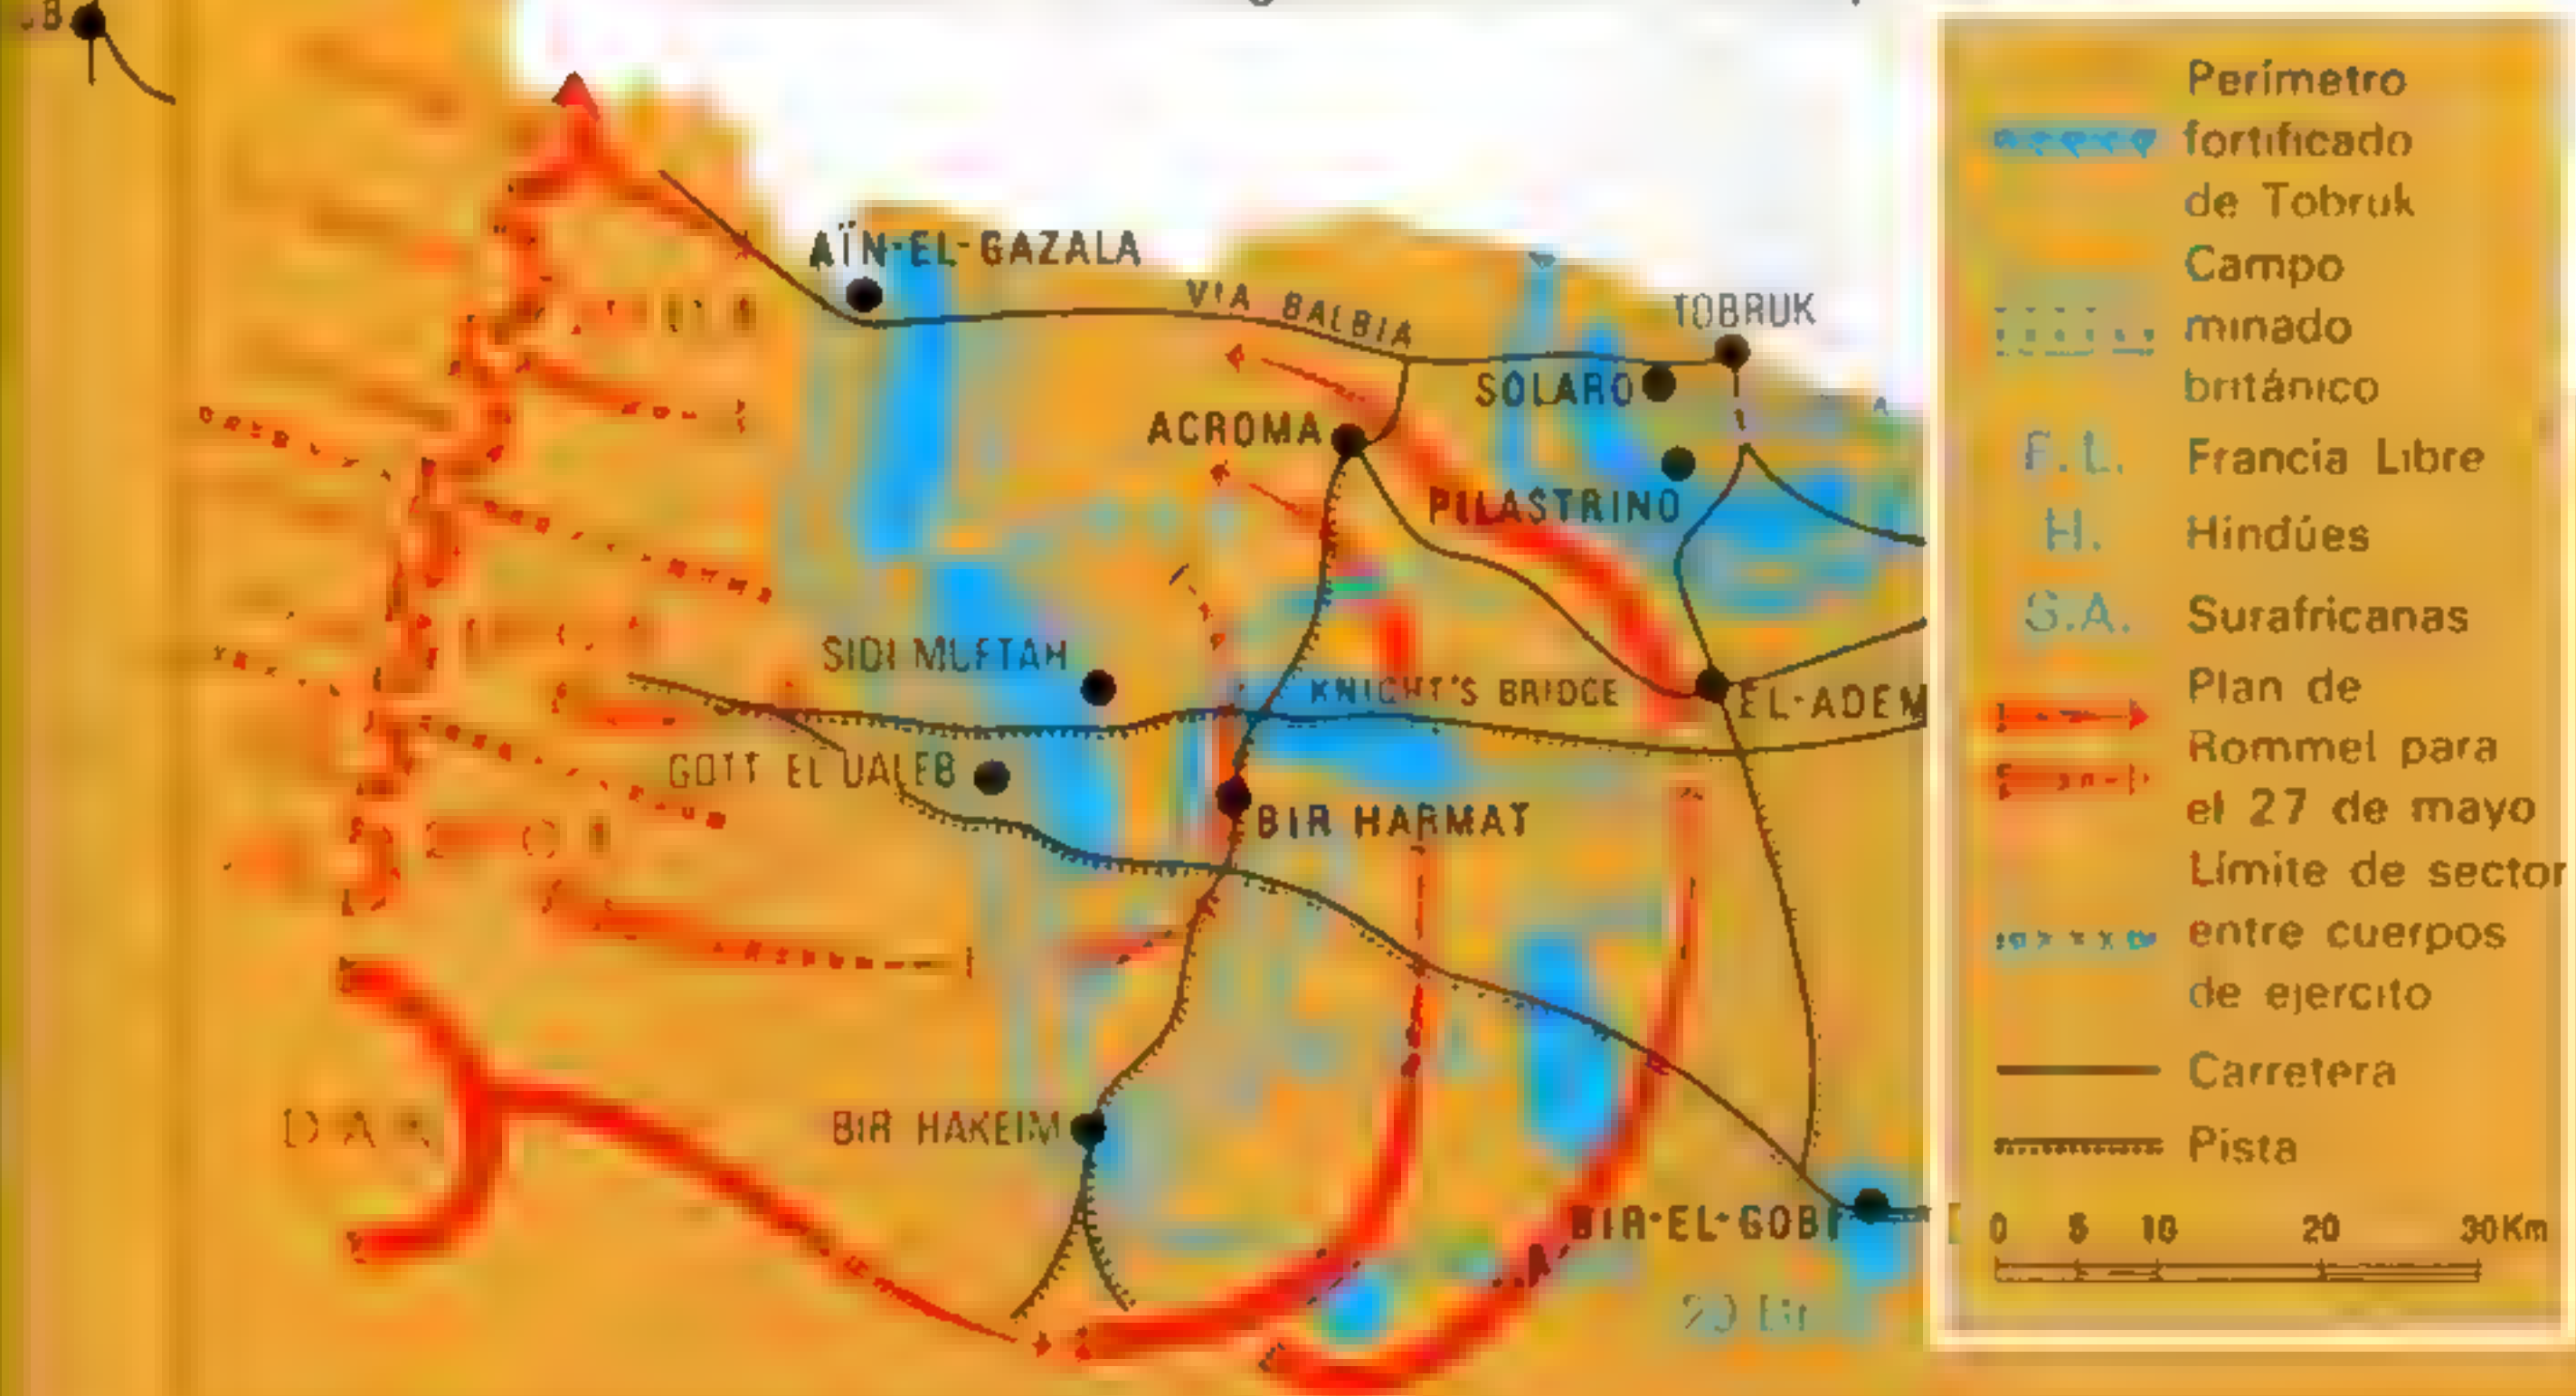 AÏN-EL-GAZALA
VIA BALBIA
TOBRUK
SOLARO
ACROMA
PILASTRINO
SIDI MUFTAH
KNIGHT'S BRIDGE
EL-ADEM
GOTT EL UALEB
BIR HARMAT
BIR HAKEIM
BIR-EL-GOBI
Perímetro
fortificado
de Tobruk
Campo
minado
británico
F.L. Francia Libre
H. Hindúes
S.A. Surafricanas
Plan de
Rommel para
el 27 de mayo
Límite de sector
entre cuerpos
de ejercito
Carretera
Pista
0 5 10 20 30Km